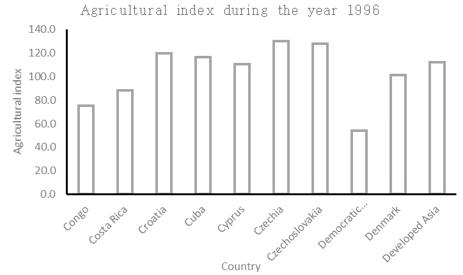 Agricultural index during the year 1996
140.0
120.0
100.0
80.0
60.0
40.0
20.0
0.0
Agricultural index
Congo
Costa Rica
Croatia
Cuba
Cyprus
Czechia
Czechoslovakia
Democratic...
Denmark
Developed Asia
Country